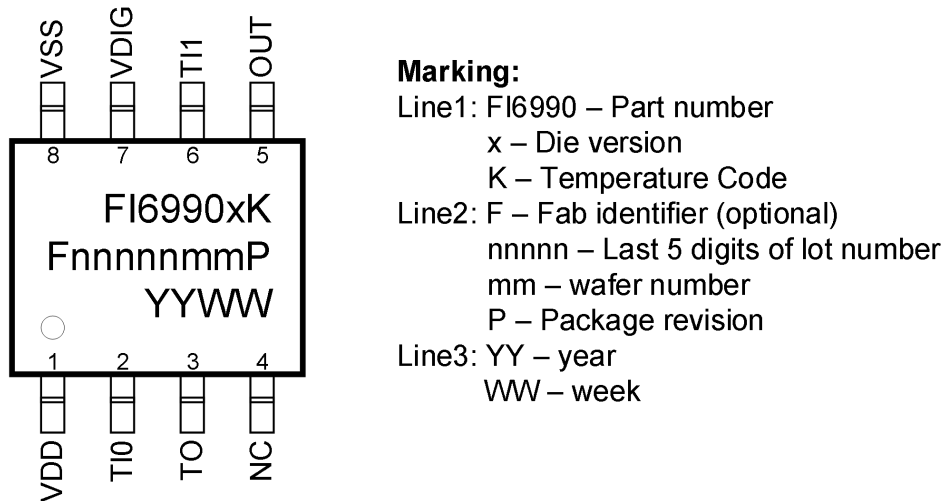 VSS VDIG TI1 OUT
8 7 6 5
FI6990xK
FnnnnnmmP
YYWW
1 2 3 4
VDD TI0 TO NC
Marking:
Line1: FI6990 – Part number
x – Die version
K – Temperature Code
Line2: F – Fab identifier (optional)
nnnnn – Last 5 digits of lot number
mm – wafer number
P – Package revision
Line3: YY – year
WW – week